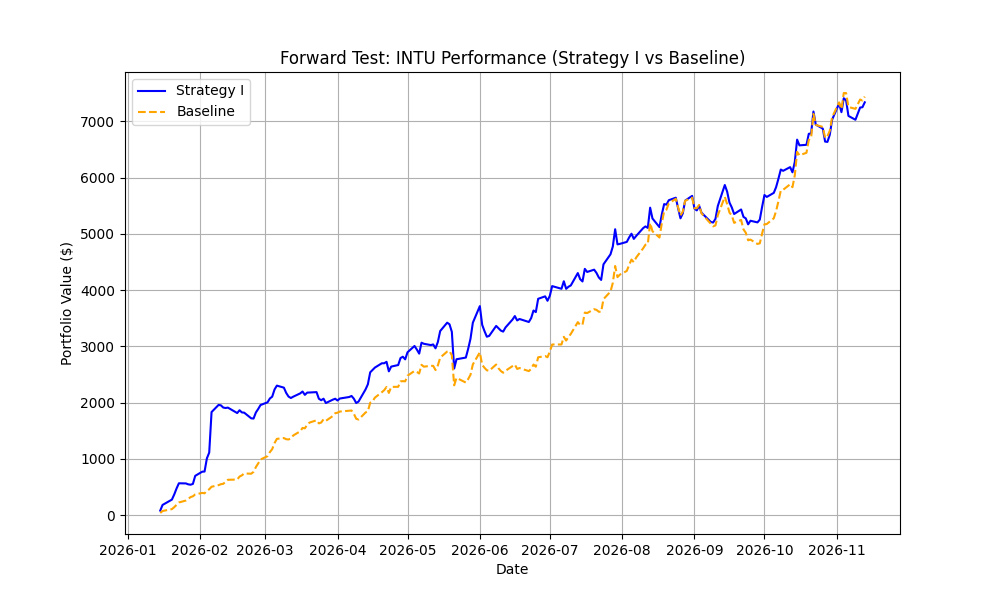 Forward Test: INTU Performance (Strategy I vs Baseline)
Strategy I
Baseline
Portfolio Value ($)
7000
6000
5000
4000
3000
2000
1000
0
2026-01 2026-02 2026-03 2026-04 2026-05 2026-06 2026-07 2026-08 2026-09 2026-10 2026-11
Date